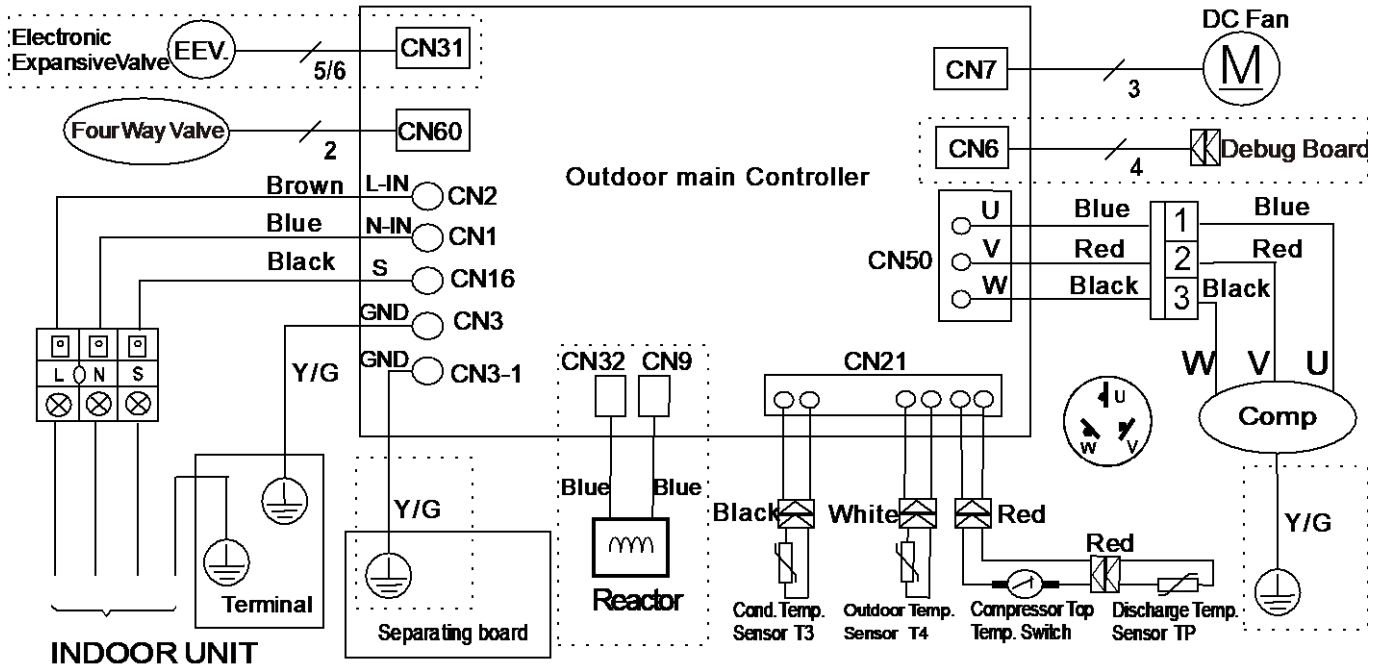 Electronic
ExpansiveValve
EEV.
5/6
CN31
DC Fan
M
CN7
3
Four Way Valve
2
CN60
CN6
4
Debug Board
Outdoor main Controller
Brown
L-IN
CN2
Blue
N-IN
CN1
Black
S
CN16
GND
CN3
GND
CN3-1
Y/G
CN50
U
Blue
1
Blue
V
Red
2
Red
W
Black
3
Black
W
V
U
Comp
L
N
S
CN32
CN9
CN21
U
W
V
Blue
Blue
Black
White
Red
Red
Y/G
Y/G
Terminal
Separating board
Reactor
Cond.Temp.
Sensor T3
Outdoor Temp.
Sensor T4
Compressor Top
Temp. Switch
Discharge Temp.
Sensor TP
INDOOR UNIT